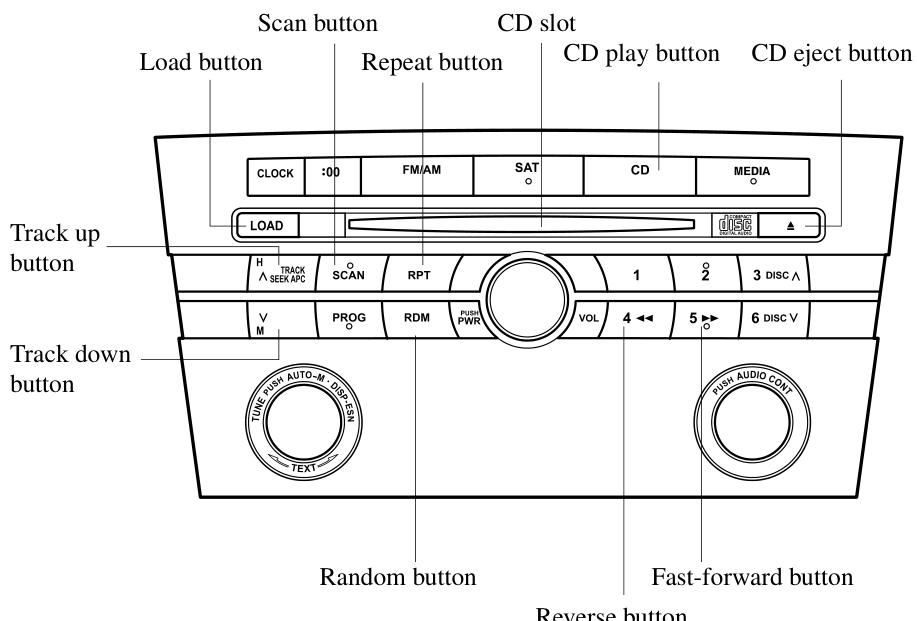 Scan button
CD slot
CD play button
CD eject button
Load button
Repeat button
CLOCK
:00
FM/AM
SAT
CD
MEDIA
LOAD
COMPACT
disc
DIGITAL AUDIO
Track up
button
H
TRACK
SEEK APC
SCAN
RPT
1
2
3 DISC ∧
∧
∨
M
PROG
RDM
PUSH
PWR
VOL
4 ◄◄
5 ►►
6 DISC ∨
Track down
button
TUNE PUSH AUTO-M · DISP-ESN
TEXT
PUSH AUDIO CONT
Random button
Fast-forward button
Reverse button